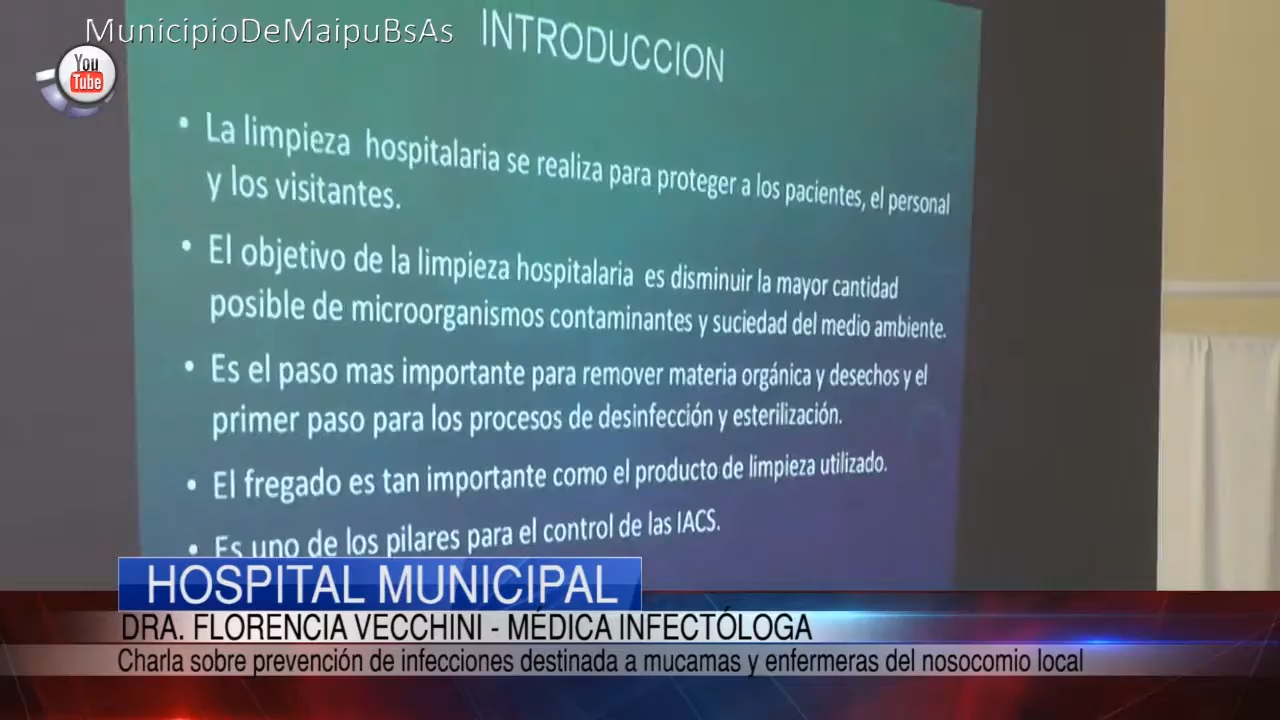 MunicipioDeMaipuBsAs
You
Tube
INTRODUCCION
• La limpieza hospitalaria se realiza para proteger a los pacientes, el personal
y los visitantes.
• El objetivo de la limpieza hospitalaria es disminuir la mayor cantidad
posible de microorganismos contaminantes y suciedad del medio ambiente.
• Es el paso mas importante para remover materia orgánica y desechos y el
primer paso para los procesos de desinfección y esterilización.
• El fregado es tan importante como el producto de limpieza utilizado.
• Es uno de los pilares para el control de las IACS.
HOSPITAL MUNICIPAL
DRA. FLORENCIA VECCHINI - MÉDICA INFECTÓLOGA
Charla sobre prevención de infecciones destinada a mucamas y enfermeras del nosocomio local